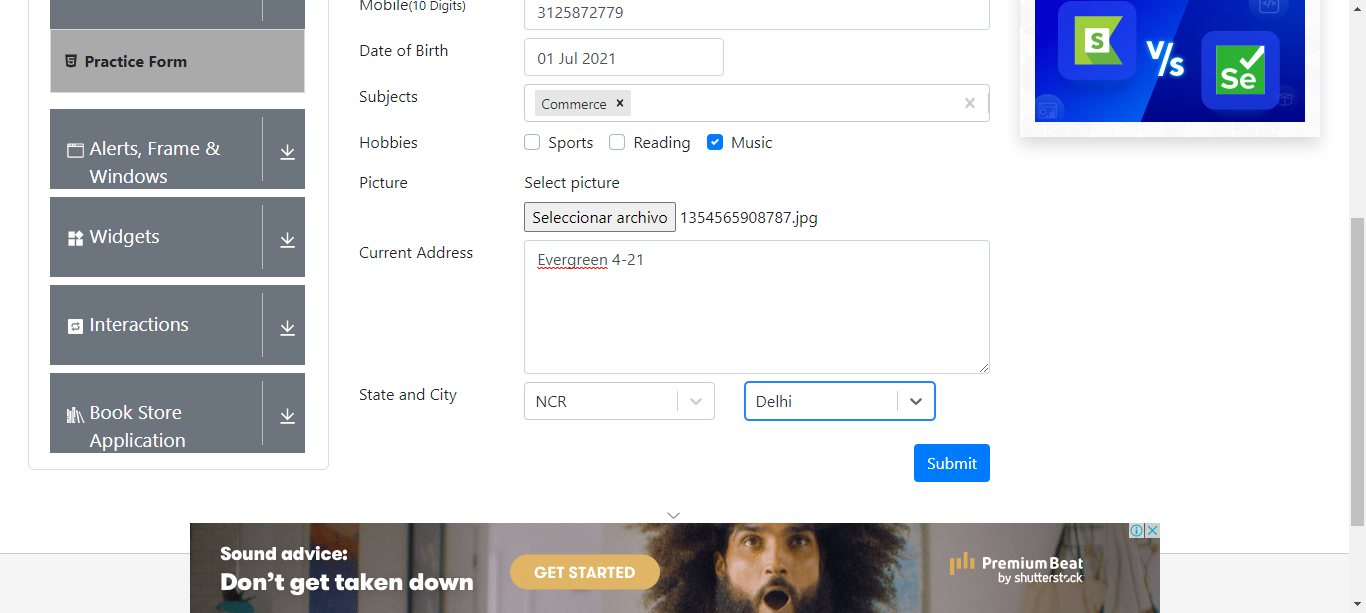 Practice Form
Alerts, Frame &
Windows
Widgets
Interactions
Book Store
Application
Mobile(10 Digits)
3125872779
Date of Birth
01 Jul 2021
Subjects
Commerce ×
×
Hobbies
Sports
Reading
Music
Picture
Select picture
Seleccionar archivo 1354565908787.jpg
Current Address
Evergreen 4-21
State and City
NCR
Delhi
Submit
S
V/s
Se
Sound advice:
Don't get taken down
GET STARTED
PremiumBeat
by shutterstock